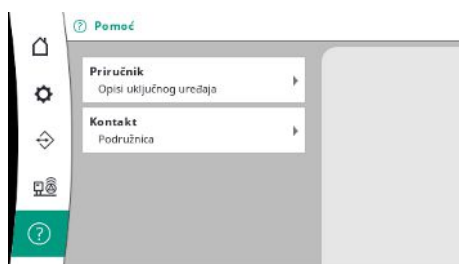 Pomoć
Priručnik
Opisi uključnog uređaja
Kontakt
Podružnica